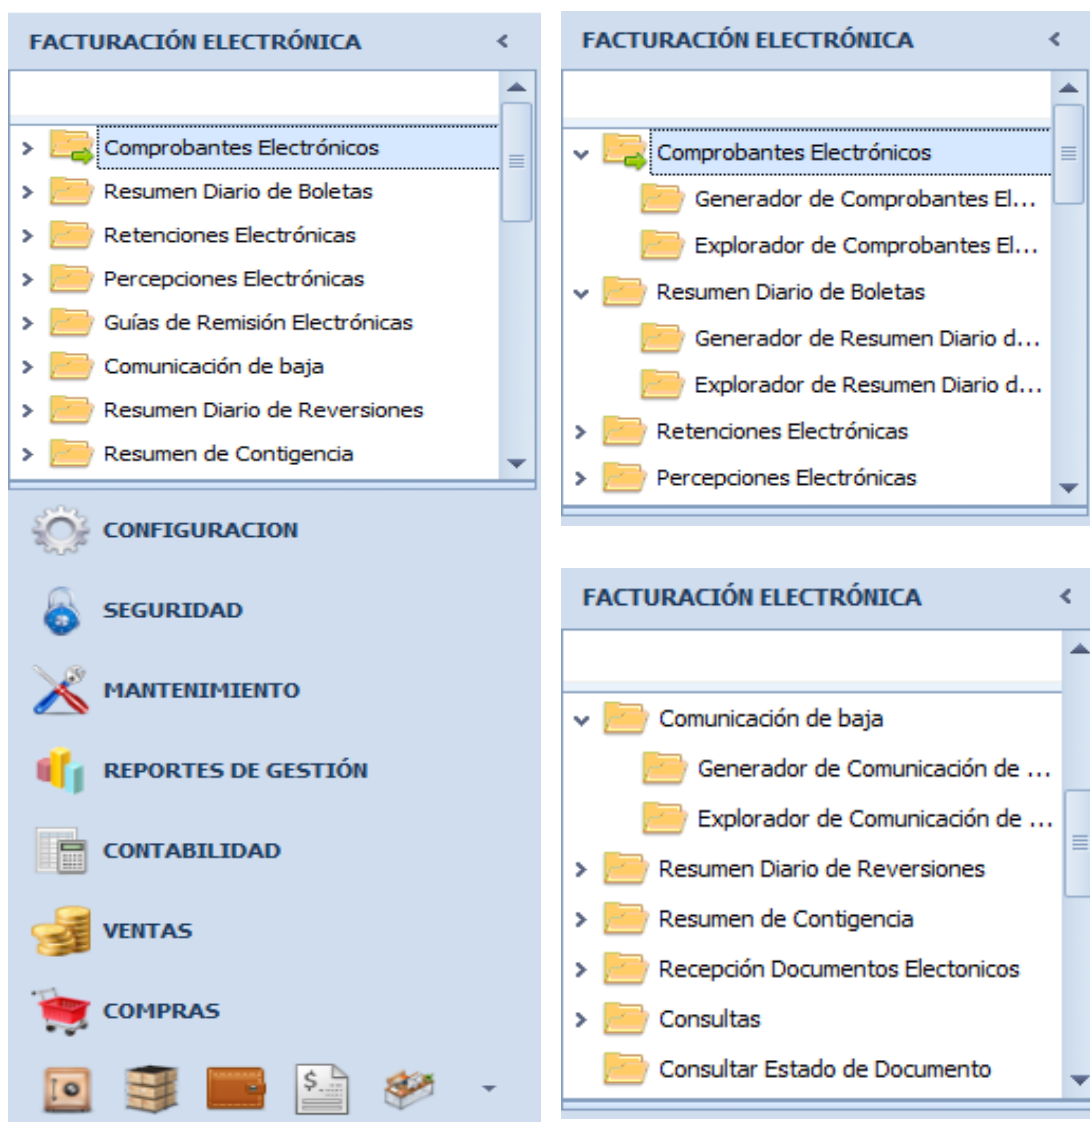 FACTURACIÓN ELECTRÓNICA
Comprobantes Electrónicos
Resumen Diario de Boletas
Retenciones Electrónicas
Percepciones Electrónicas
Guías de Remisión Electrónicas
Comunicación de baja
Resumen Diario de Reversiones
Resumen de Contigencia
CONFIGURACION
SEGURIDAD
MANTENIMIENTO
REPORTES DE GESTIÓN
CONTABILIDAD
VENTAS
COMPRAS
FACTURACIÓN ELECTRÓNICA
Comprobantes Electrónicos
Generador de Comprobantes El...
Explorador de Comprobantes El...
Resumen Diario de Boletas
Generador de Resumen Diario d...
Explorador de Resumen Diario d...
Retenciones Electrónicas
Percepciones Electrónicas
FACTURACIÓN ELECTRÓNICA
Comunicación de baja
Generador de Comunicación de ...
Explorador de Comunicación de ...
Resumen Diario de Reversiones
Resumen de Contigencia
Recepción Documentos Electonicos
Consultas
Consultar Estado de Documento